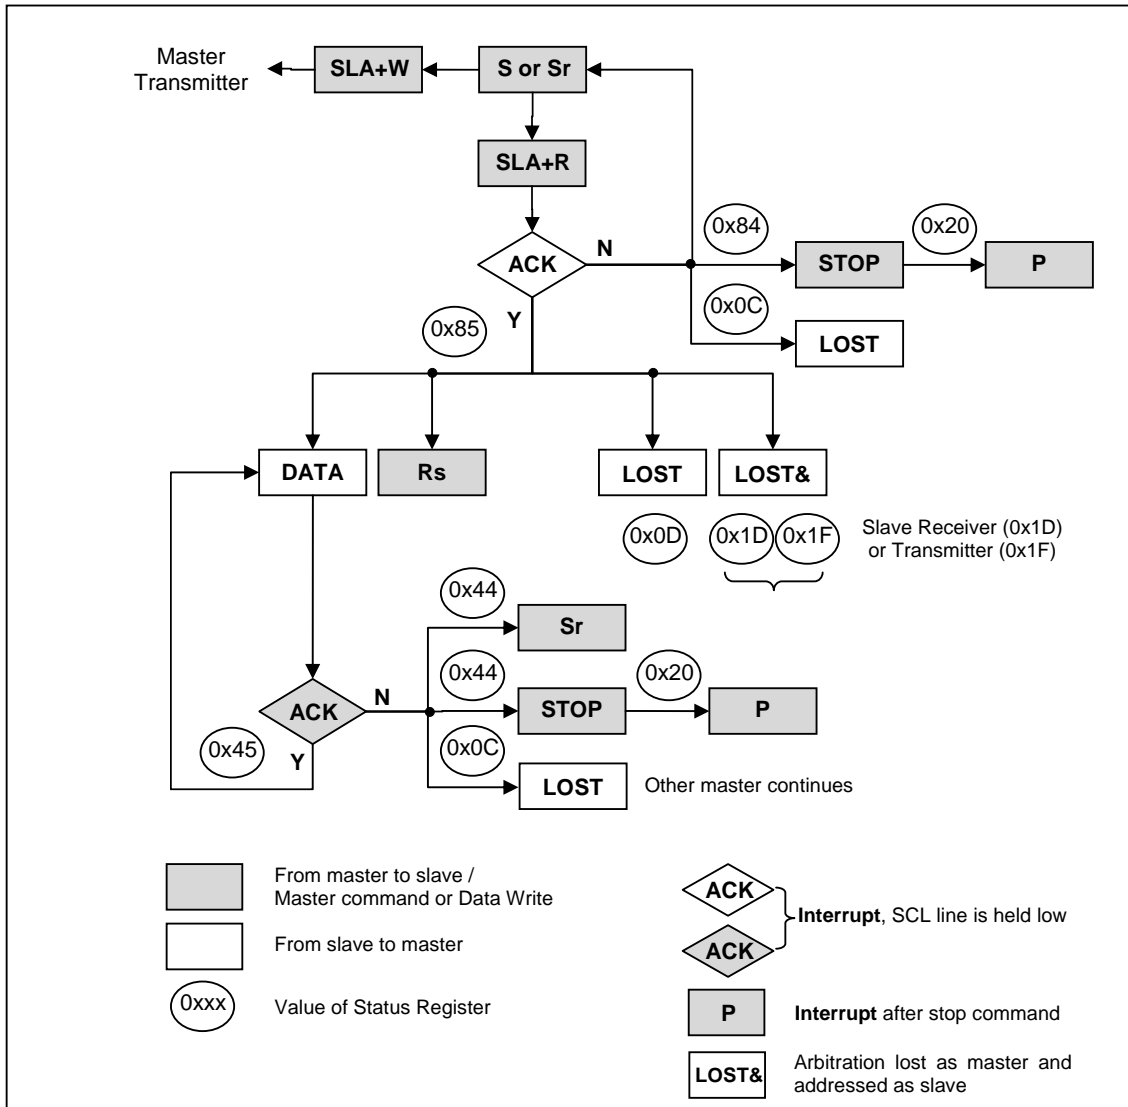 Master
Transmitter
SLA+W
S or Sr
SLA+R
ACK
N
Y
0x84
STOP
0x20
P
0x0C
LOST
0x85
DATA
Rs
LOST
LOST&
0x0D
0x1D
0x1F
Slave Receiver (0x1D)
or Transmitter (0x1F)
0x44
Sr
ACK
N
0x44
STOP
0x20
P
0x45
Y
0x0C
LOST
Other master continues
From master to slave /
Master command or Data Write
From slave to master
0xxx
Value of Status Register
ACK
ACK
Interrupt, SCL line is held low
P
Interrupt after stop command
LOST&
Arbitration lost as master and
addressed as slave